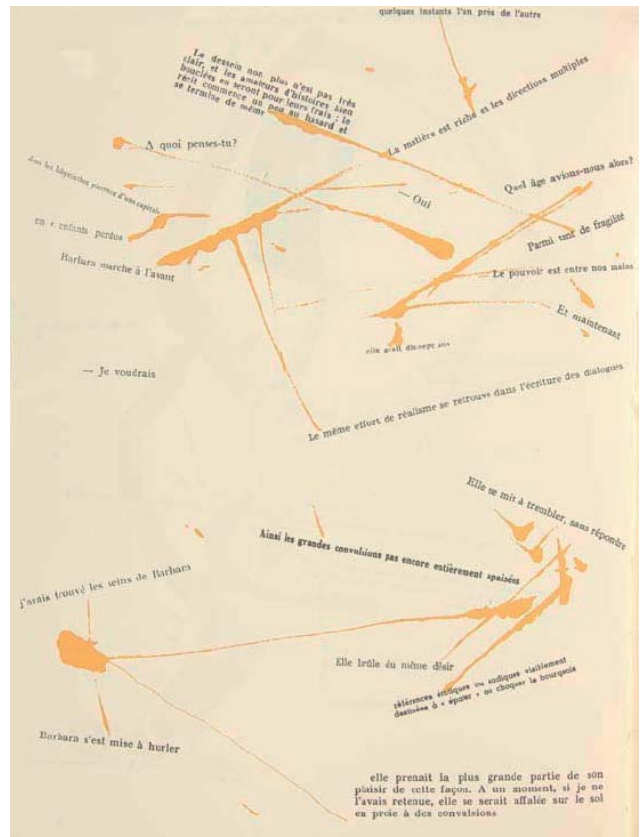 quelques instants l'un près de l'autre
Le dessein non plus n'est pas très
clair, et les amateurs d'histoires bien
bouclées en seront pour leurs frais : le
récit commence un peu au hasard et
se termine de même
La matière est riche et les directions multiples
A quoi penses-tu?
dans les labyrinthes pierreux d'une capitale
— Oui
Quel âge avions-nous alors?
en « enfants perdus
Parmi tant de fragilité
Barbara marche à l'avant
— Le pouvoir est entre nos mains
— Et maintenant
elle avait dix-sept ans
— Je voudrais
Le même effort de réalisme se retrouve dans l'écriture des dialogues
Elle se mit à trembler, sans répondre
Ainsi les grandes convulsions pas encore entièrement apaisées
j'avais trouvé les seins de Barbara
Elle brûle du même désir
références érotiques ou sadiques visiblement
destinées à « épater » ou choquer le bourgeois
Barbara s'est mise à hurler
elle prenait la plus grande partie de son
plaisir de cette façon. A un moment, si je ne
l'avais retenue, elle se serait affalée sur le sol
en proie à des convulsions